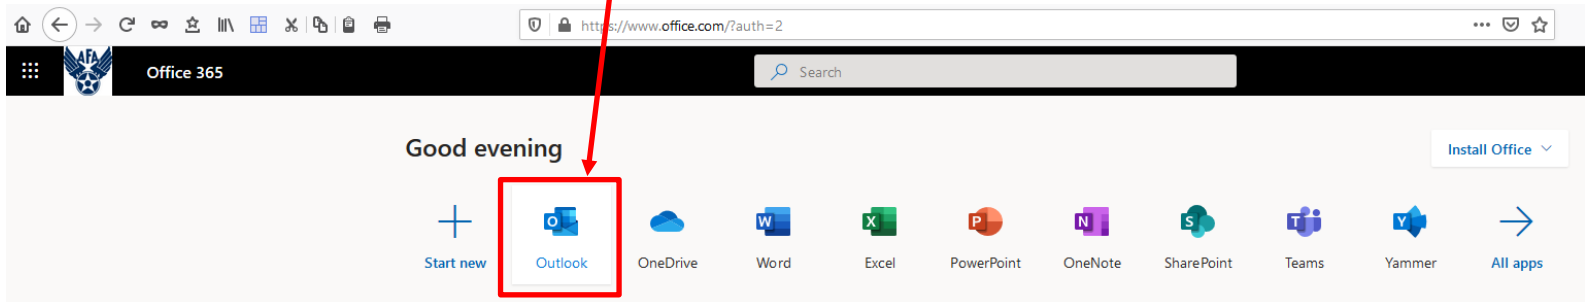 https://www.office.com/?auth=2
AFA
Office 365
Search
Good evening
Install Office
Start new
Outlook
OneDrive
Word
Excel
PowerPoint
OneNote
SharePoint
Teams
Yammer
All apps